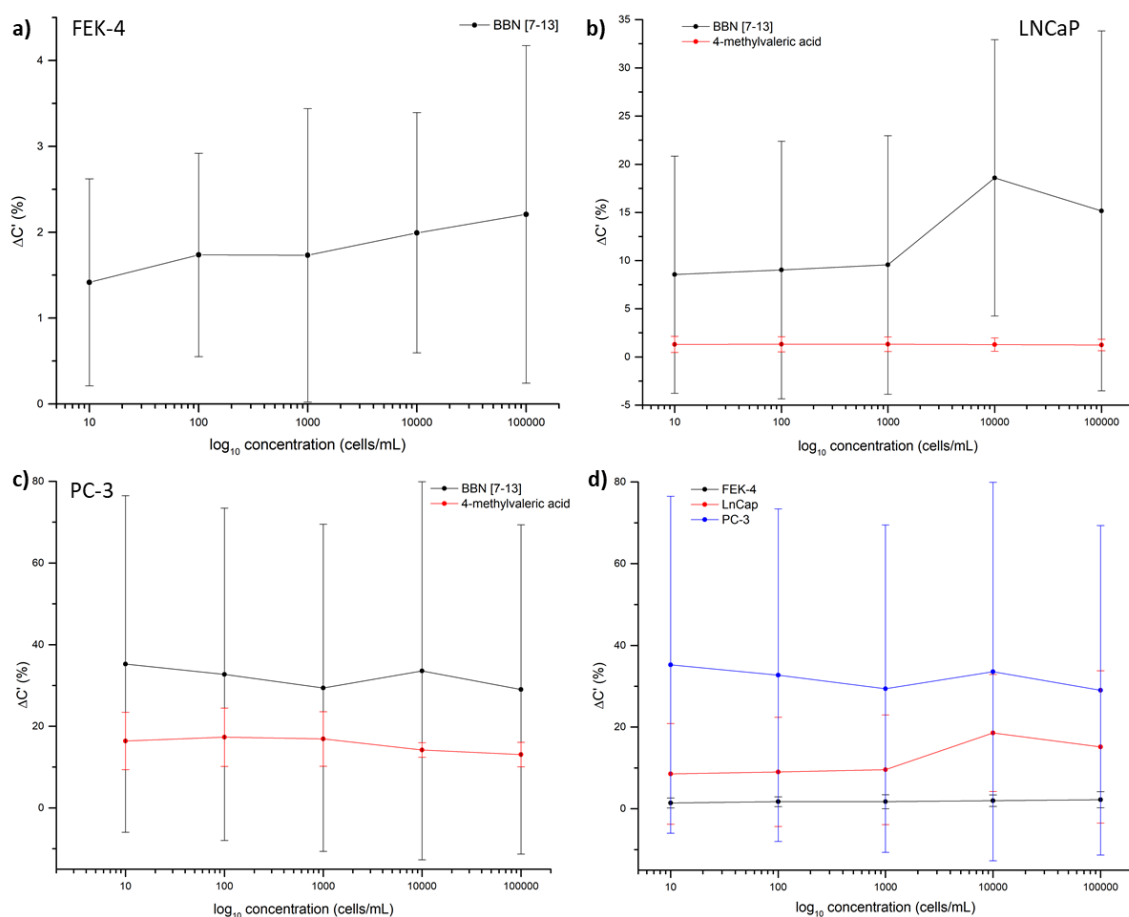 a)
FEK-4
BBN [7-13]
4
3
2
1
0
ΔC' (%)
10
100
1000
10000
100000
log₁₀ concentration (cells/mL)
b)
LNCaP
BBN [7-13]
4-methylvaleric acid
35
30
25
20
15
10
5
0
-5
ΔC' (%)
10
100
1000
10000
100000
log₁₀ concentration (cells/mL)
c)
PC-3
BBN [7-13]
4-methylvaleric acid
80
60
40
20
0
ΔC' (%)
10
100
1000
10000
100000
log₁₀ concentration (cells/mL)
d)
FEK-4
LnCap
PC-3
80
60
40
20
0
ΔC' (%)
10
100
1000
10000
100000
log₁₀ concentration (cells/mL)